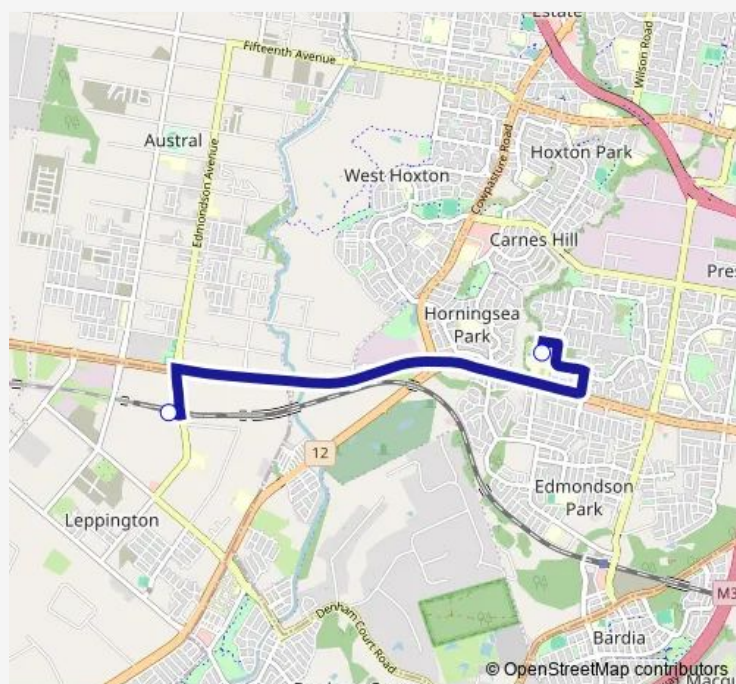 Estate
Fifteenth Avenue
Wilson Road
Austral
Hoxton Park
West Hoxton
Cowpasture Road
Edmondson Avenue
Carnes Hill
Pres
Horningsea
Park
12
Edmondson
Park
Leppington
M3
Denham Court Road
Bardia
© OpenStreetMap contributors